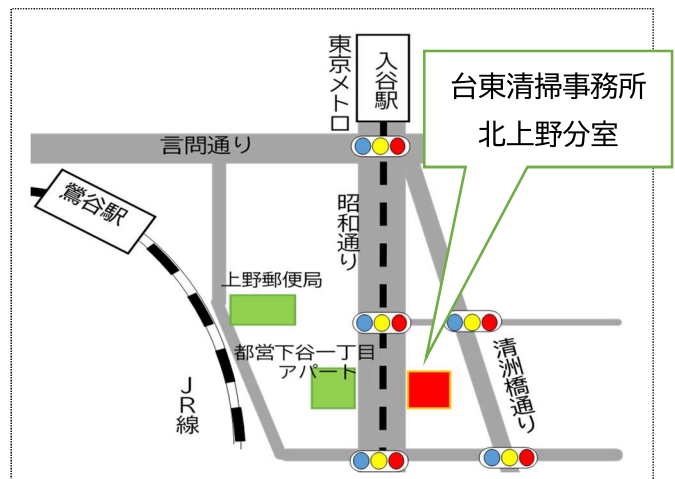 東京メトロ
入谷駅
台東清掃事務所
北上野分室
言問通り
鶯谷駅
昭和通り
上野郵便局
都営下谷一丁目
アパート
清洲橋通り
JR線